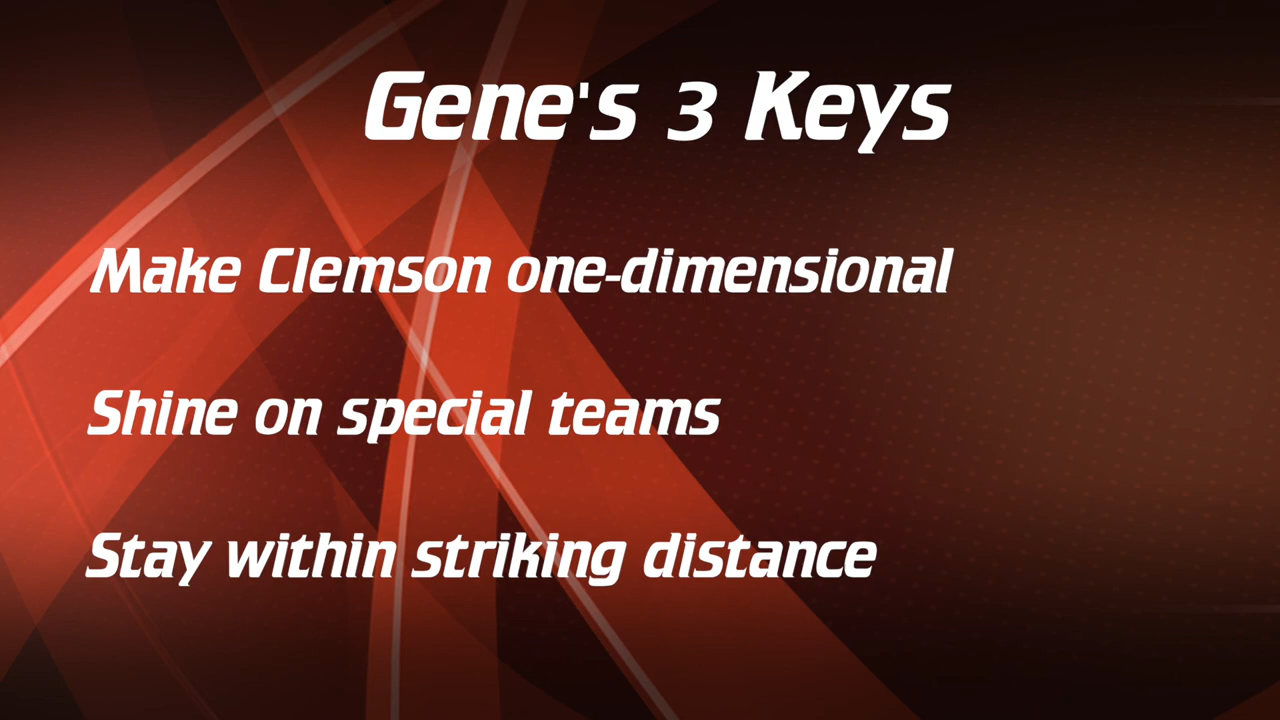 Gene's 3 Keys
Make Clemson one-dimensional
Shine on special teams
Stay within striking distance